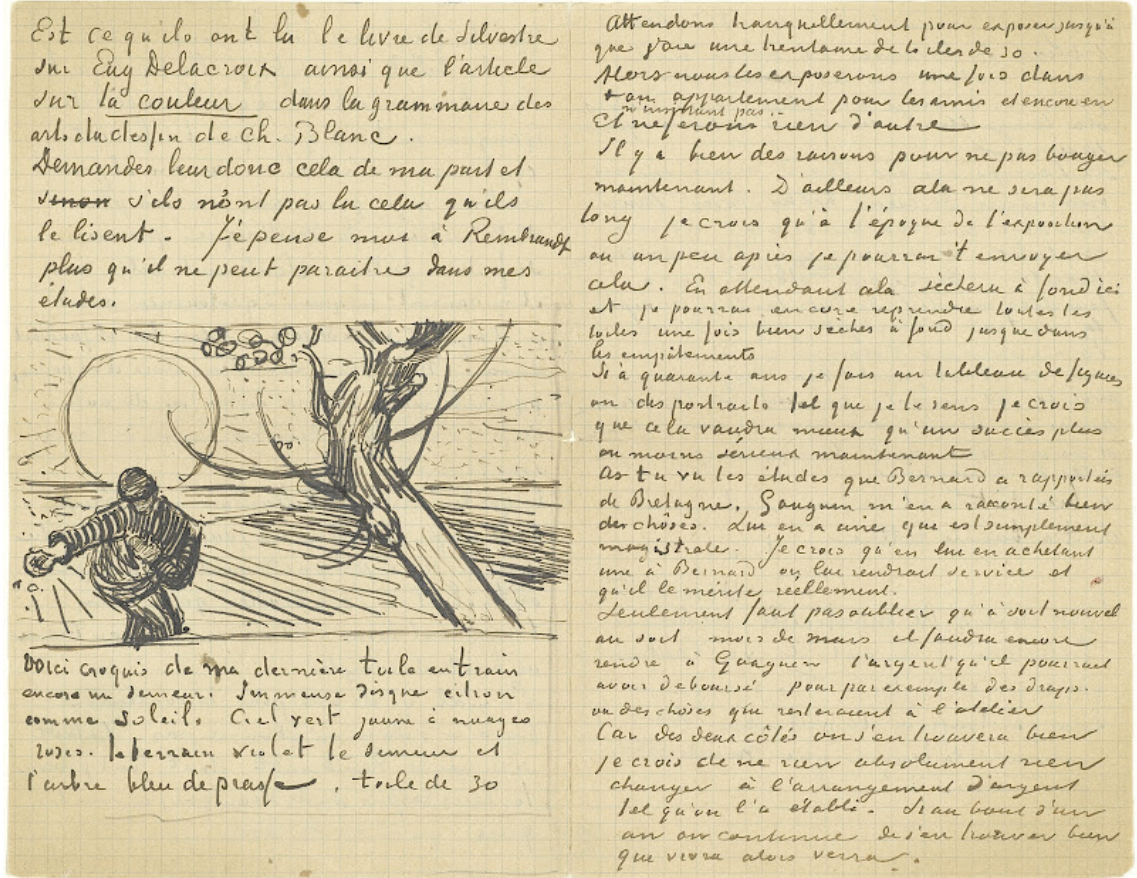 Est ce qu'ils ont lu le livre de Silvestre
sur Eug Delacroix ainsi que l'article
sur la couleur dans la grammaire des
arts du dessin de Ch. Blanc.
Demandes leur donc cela de ma part et
sinon s'ils n'ont pas lu cela qu'ils
le lisent. J'y pense moi à Rembrandt
plus qu'il ne peut paraitre dans mes
études.
Voici croquis de ma dernière toile en train
encore un semeur. Immense disque citron
comme soleil. Ciel vert jaune à nuages
roses. le terrain violet le semeur et
l'arbre bleu de prusse. toile de 30
Attendons tranquillement pour exposer jusqu'à
que j'aie une trentaine de toiles de 30.
Alors nous les exposerons une fois dans
ton appartement pour les amis et encore en
n'insistant pas.
Et ne ferons rien d'autre
Il y a bien des raisons pour ne pas bouger
maintenant. D'ailleurs cela ne sera pas
long je crois qu'à l'époque de l'exposition
ou un peu après je pourrai t'envoyer
cela. En attendant cela sèchera à fond ici
et je pourrai encore reprendre toutes les
toiles une fois bien sèches à fond jusque dans
les empâtements
Si à quarante ans je fais un tableau de figures
ou des portraits tel que je le sens je crois
que cela vaudra mieux qu'un succès plus
ou moins sérieux maintenant
As tu vu les études que Bernard a rapportées
de Bretagne. Gauguin m'en a raconté bien
des choses. Lui en a une que est simplement
magistrale. Je crois qu'en lui en achetant
une à Bernard on lui rendrait service et
qu'il le mérite réellement.
Seulement faut pas oublier qu'à soit nouvel
an soit mois de mars il faudra encore
rendre à Gauguin l'argent qu'il pourrait
avoir deboursé pour par exemple des draps.
ou des choses que resteraient à l'atelier
Car des deux côtés on s'en trouvera bien
je crois de ne rien absolument rien
changer à l'arrangement d'argent
tel qu'on l'a établi. Si au bout d'un
an on continue de s'en trouver bien
que vivra alors verra.